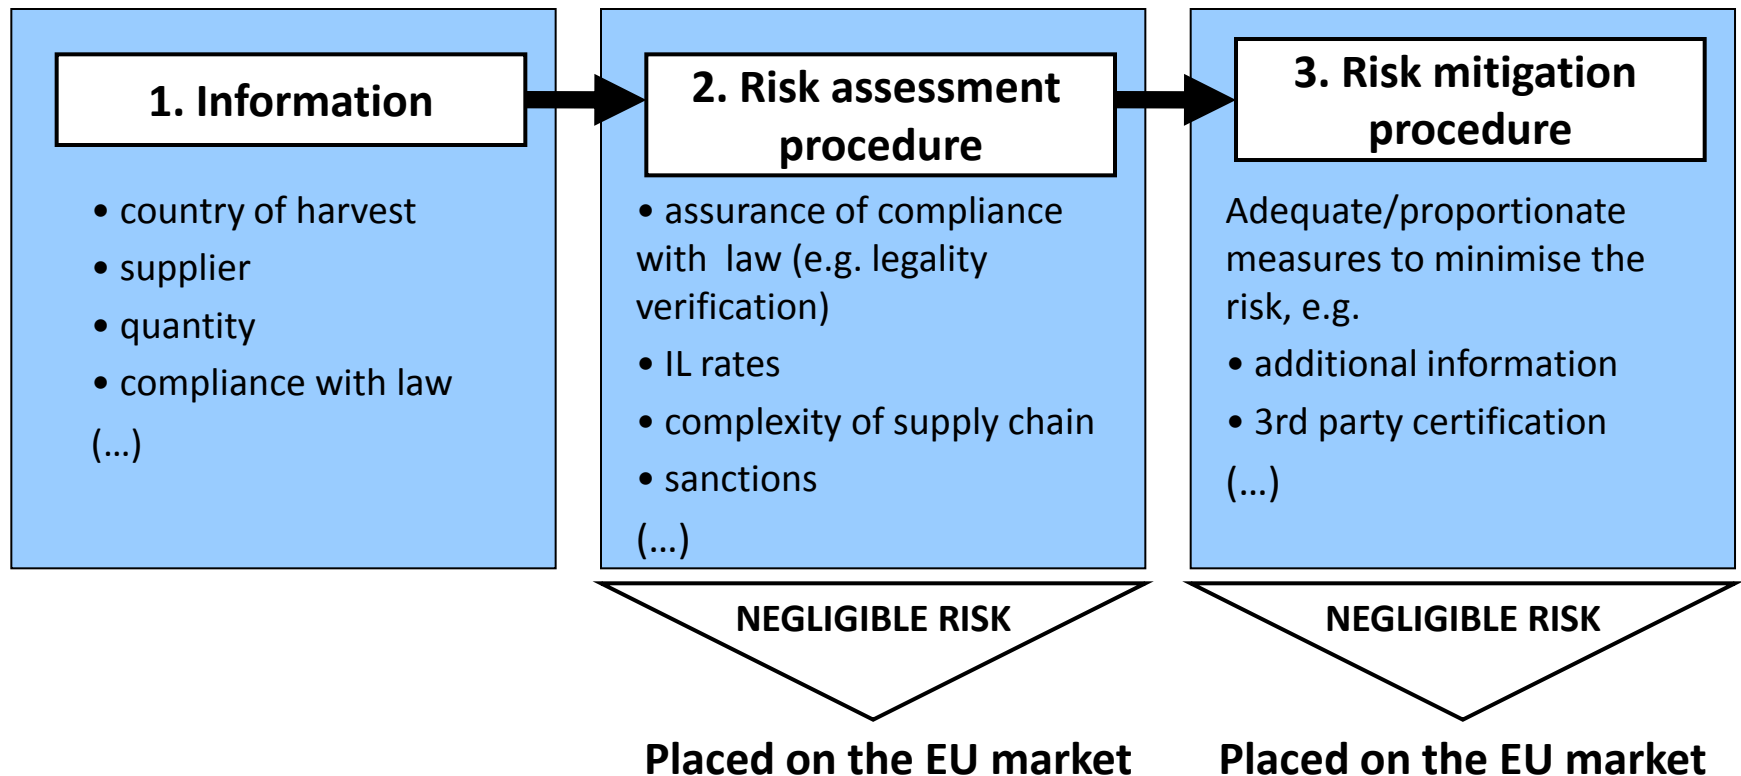 1. Information
• country of harvest
• supplier
• quantity
• compliance with law
(...)
2. Risk assessment
procedure
• assurance of compliance
with law (e.g. legality
verification)
• IL rates
• complexity of supply chain
• sanctions
(...)
NEGLIGIBLE RISK
Placed on the EU market
3. Risk mitigation
procedure
Adequate/proportionate
measures to minimise the
risk, e.g.
• additional information
• 3rd party certification
(...)
NEGLIGIBLE RISK
Placed on the EU market